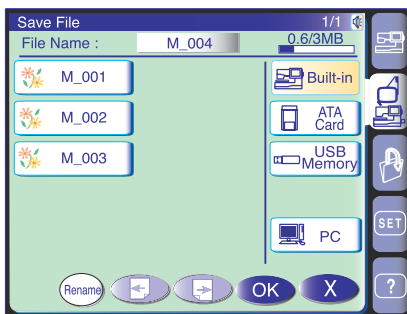 Save File
1/1
File Name :
M_004
0.6/3MB
M_001
Built-in
M_002
ATA
Card
M_003
USB
Memory
PC
SET
Rename
OK
X
?